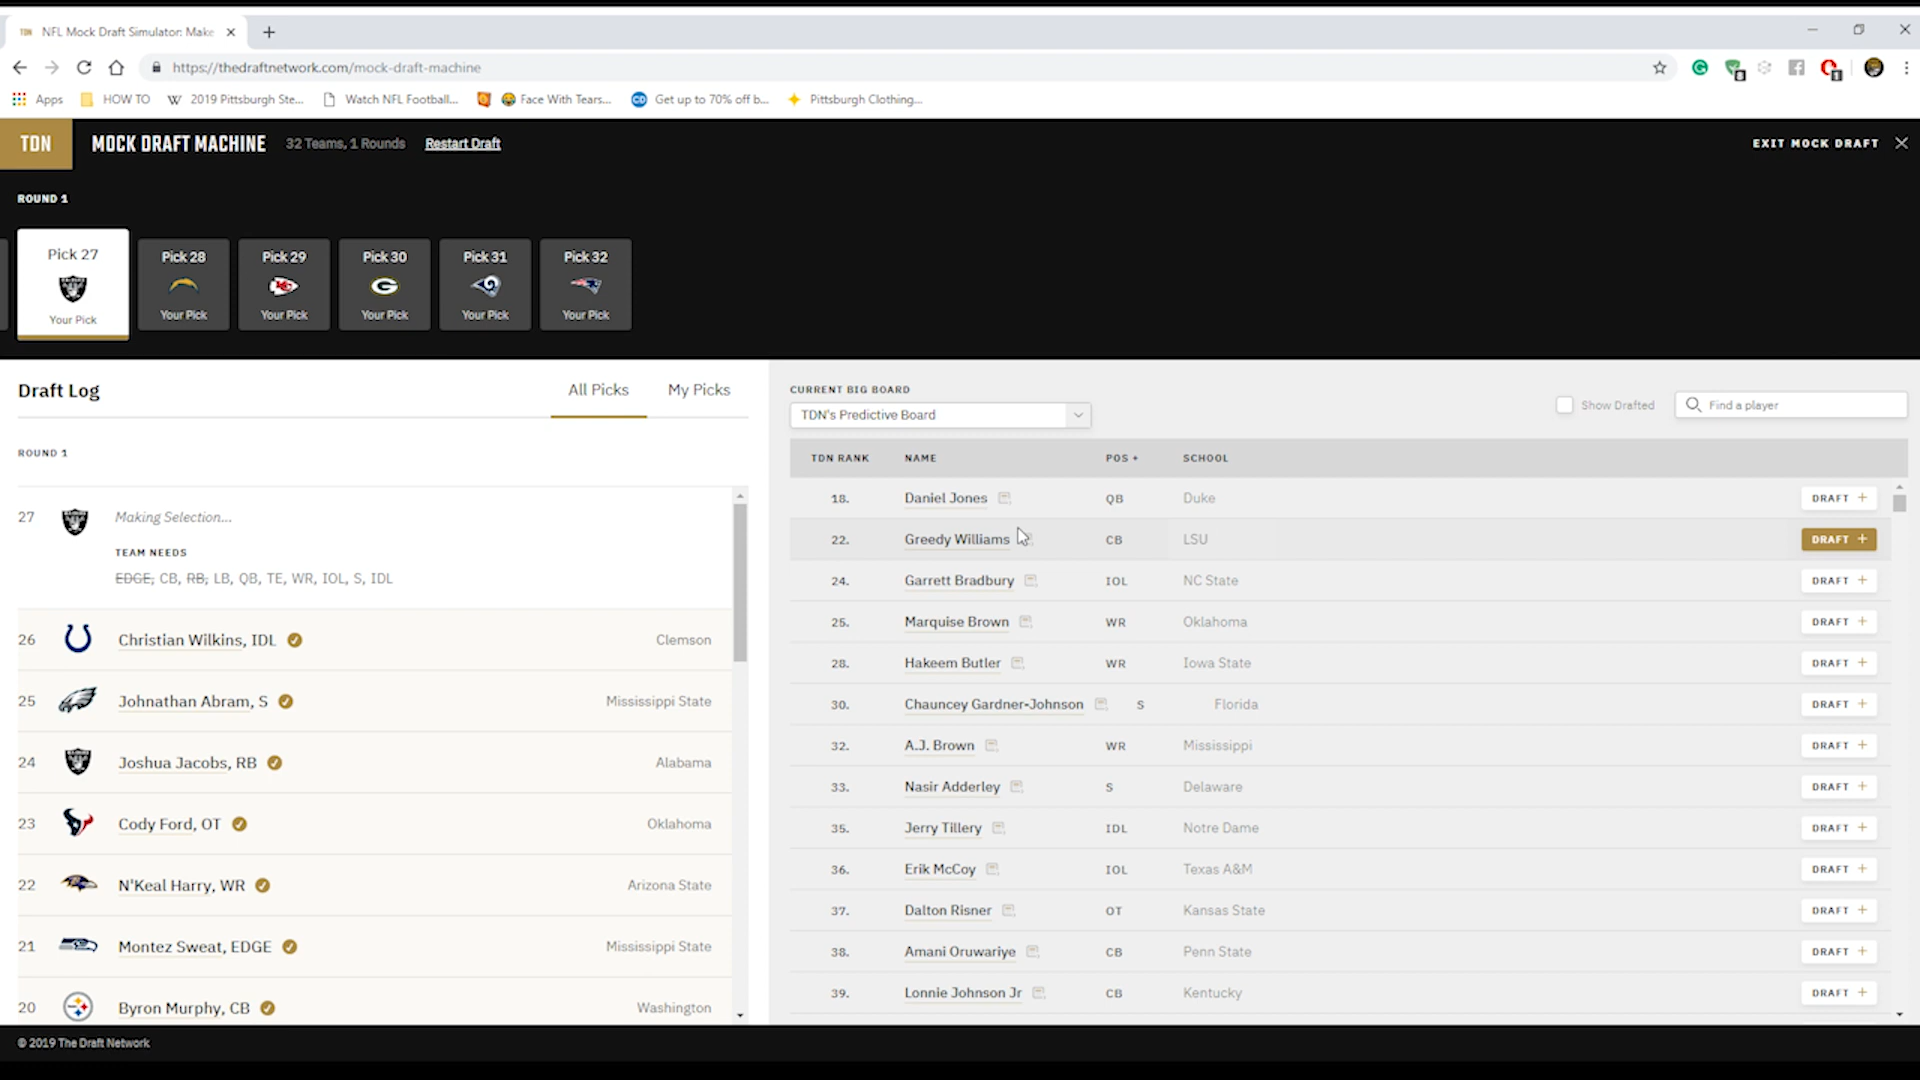 TDN NFL Mock Draft Simulator: Make
https://thedraftnetwork.com/mock-draft-machine
Apps HOW TO W 2019 Pittsburgh Ste... Watch NFL Football... Face With Tears... CD Get up to 70% off b... Pittsburgh Clothing...
TDN MOCK DRAFT MACHINE 32 Teams, 1 Rounds Restart Draft EXIT MOCK DRAFT
ROUND 1
Pick 27 Pick 28 Pick 29 Pick 30 Pick 31 Pick 32
Your Pick Your Pick Your Pick Your Pick Your Pick Your Pick
Draft Log All Picks My Picks
ROUND 1
27 Making Selection...
TEAM NEEDS
EDGE, CB, RB, LB, QB, TE, WR, IOL, S, IDL
26 Christian Wilkins, IDL Clemson
25 Johnathan Abram, S Mississippi State
24 Joshua Jacobs, RB Alabama
23 Cody Ford, OT Oklahoma
22 N'Keal Harry, WR Arizona State
21 Montez Sweat, EDGE Mississippi State
20 Byron Murphy, CB Washington
CURRENT BIG BOARD
TDN's Predictive Board Show Drafted Find a player
TDN RANK NAME POS SCHOOL
18. Daniel Jones QB Duke DRAFT +
22. Greedy Williams CB LSU DRAFT +
24. Garrett Bradbury IOL NC State DRAFT +
25. Marquise Brown WR Oklahoma DRAFT +
28. Hakeem Butler WR Iowa State DRAFT +
30. Chauncey Gardner-Johnson S Florida DRAFT +
32. A.J. Brown WR Mississippi DRAFT +
33. Nasir Adderley S Delaware DRAFT +
35. Jerry Tillery IDL Notre Dame DRAFT +
36. Erik McCoy IOL Texas A&M DRAFT +
37. Dalton Risner OT Kansas State DRAFT +
38. Amani Oruwariye CB Penn State DRAFT +
39. Lonnie Johnson Jr CB Kentucky DRAFT +
© 2019 The Draft Network